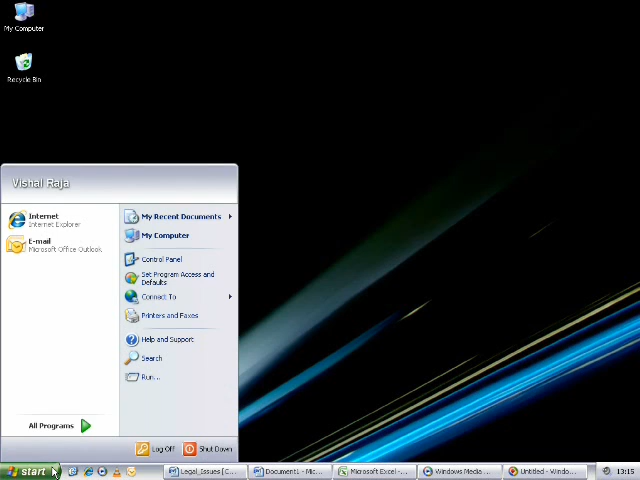 My Computer
Recycle Bin
Vishal Raja
Internet
Internet Explorer
E-mail
Microsoft Office Outlook
All Programs
My Recent Documents
My Computer
Control Panel
Set Program Access and
Defaults
Connect To
Printers and Faxes
Help and Support
Search
Run...
Log Off
Shut Down
start
Legal_Issues [C...
Document1 - Mic...
Microsoft Excel -...
Windows Media ...
Untitled - Windo...
13:15